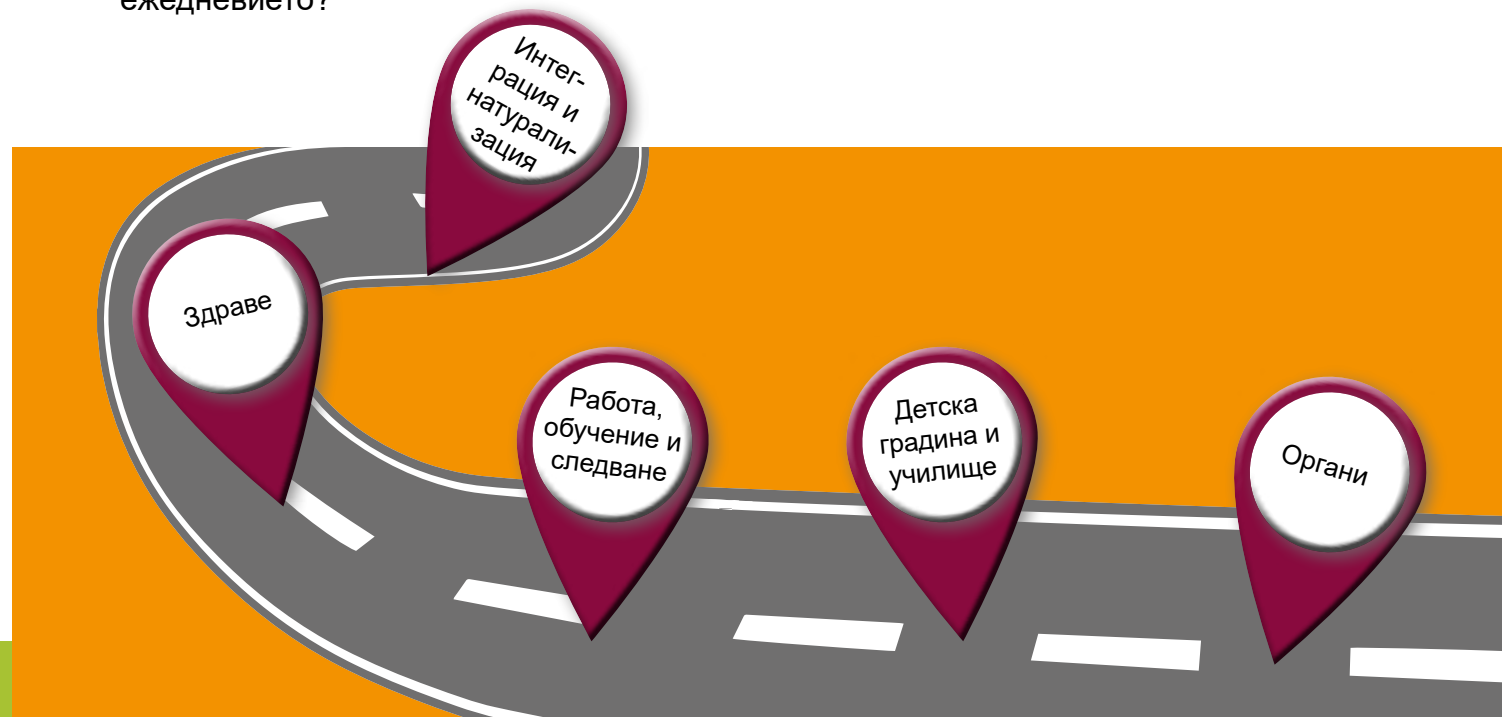 ежедневието?
Интег-
рация и
натурали-
зация
Здраве
Работа,
обучение и
следване
Детска
градина и
училище
Органи